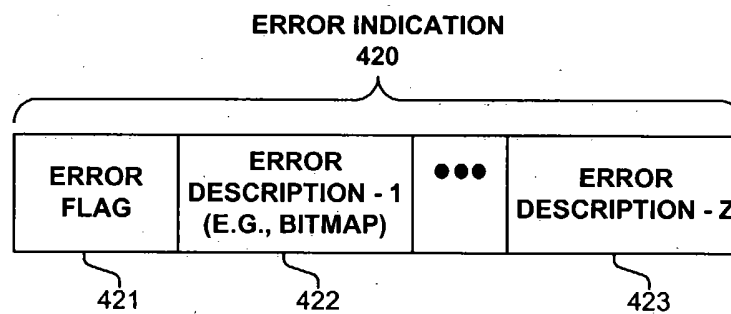 ERROR INDICATION
420
ERROR
FLAG
ERROR
DESCRIPTION - 1
(E.G., BITMAP)
●●●
ERROR
DESCRIPTION - Z
421
422
423